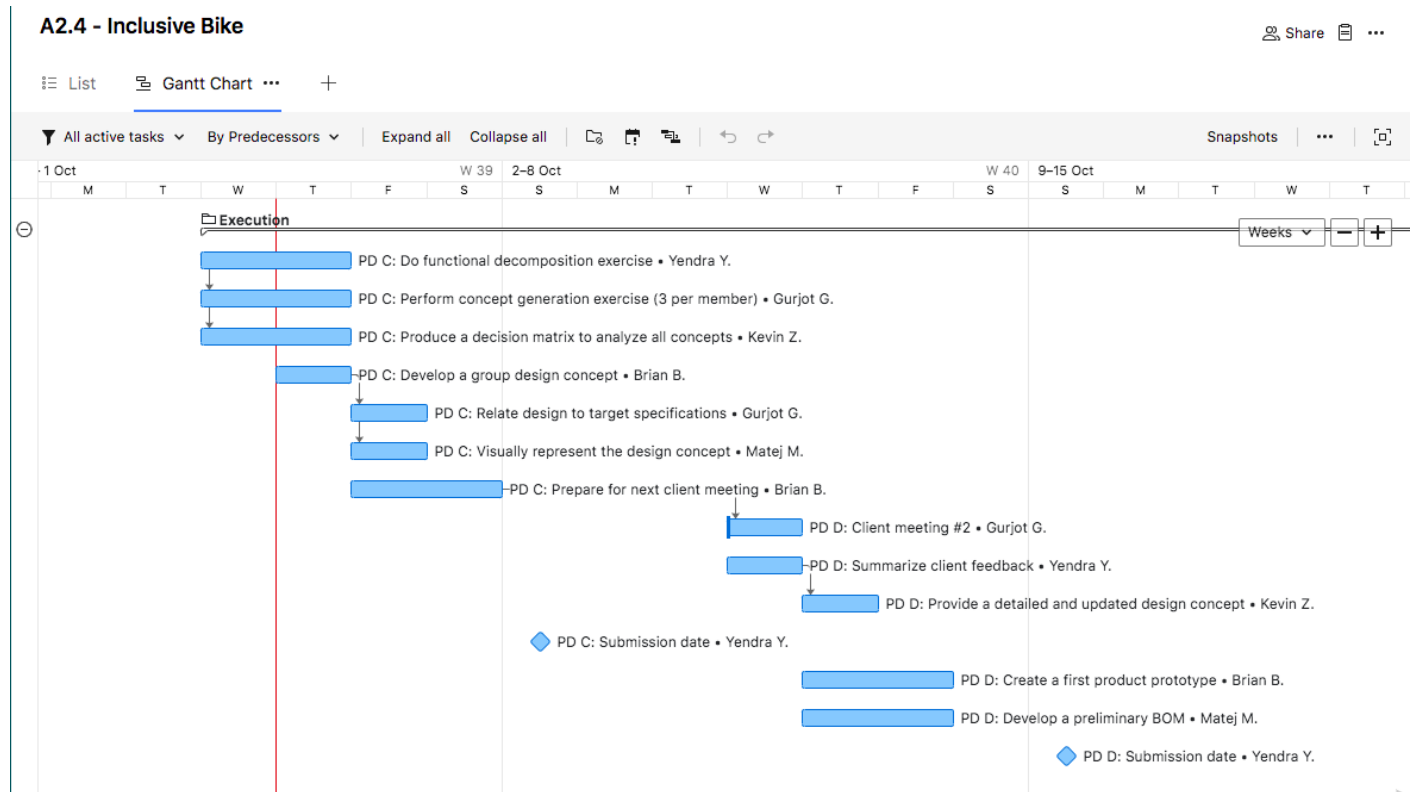 A2.4 - Inclusive Bike
Share
List Gantt Chart
All active tasks By Predecessors Expand all Collapse all Snapshots
1 Oct W 39 2–8 Oct W 40 9–15 Oct
M T W T F S S M T W T F S S M T W T
Execution
Weeks
PD C: Do functional decomposition exercise • Yendra Y.
PD C: Perform concept generation exercise (3 per member) • Gurjot G.
PD C: Produce a decision matrix to analyze all concepts • Kevin Z.
PD C: Develop a group design concept • Brian B.
PD C: Relate design to target specifications • Gurjot G.
PD C: Visually represent the design concept • Matej M.
PD C: Prepare for next client meeting • Brian B.
PD D: Client meeting #2 • Gurjot G.
PD D: Summarize client feedback • Yendra Y.
PD D: Provide a detailed and updated design concept • Kevin Z.
PD C: Submission date • Yendra Y.
PD D: Create a first product prototype • Brian B.
PD D: Develop a preliminary BOM • Matej M.
PD D: Submission date • Yendra Y.